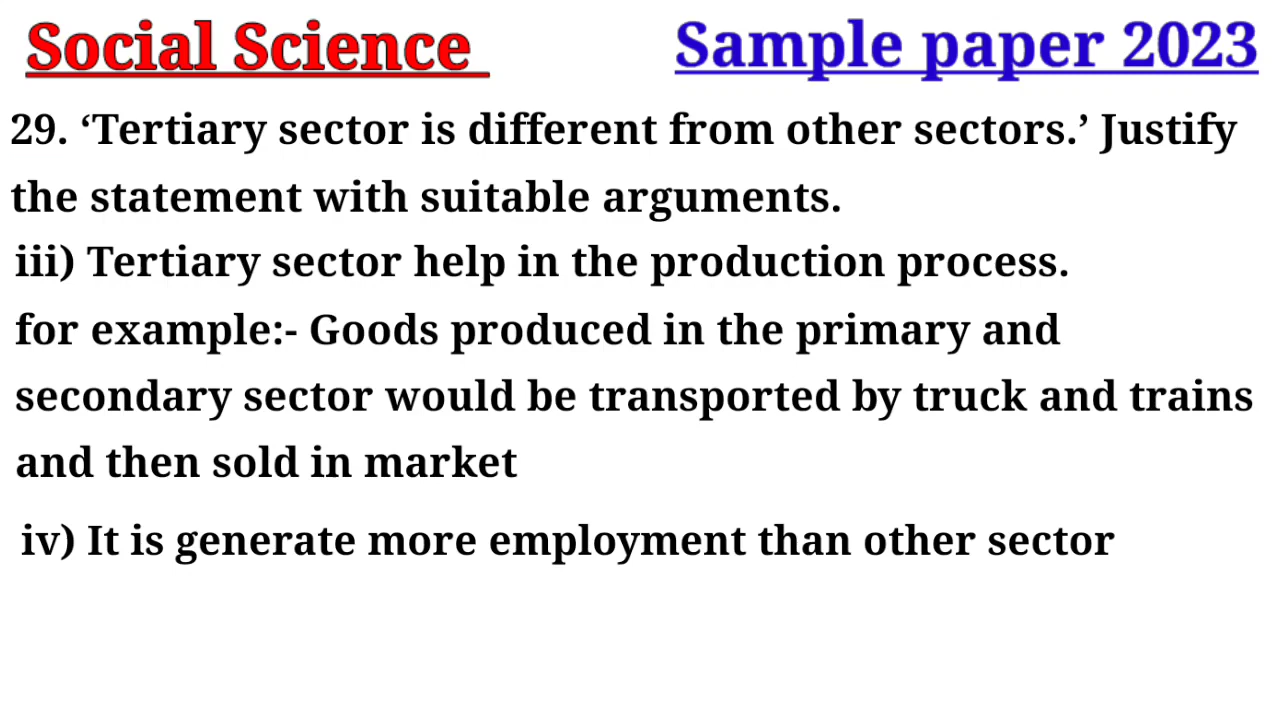 Social Science
Sample paper 2023
29. ‘Tertiary sector is different from other sectors.’ Justify
the statement with suitable arguments.
iii) Tertiary sector help in the production process.
for example:- Goods produced in the primary and
secondary sector would be transported by truck and trains
and then sold in market
iv) It is generate more employment than other sector